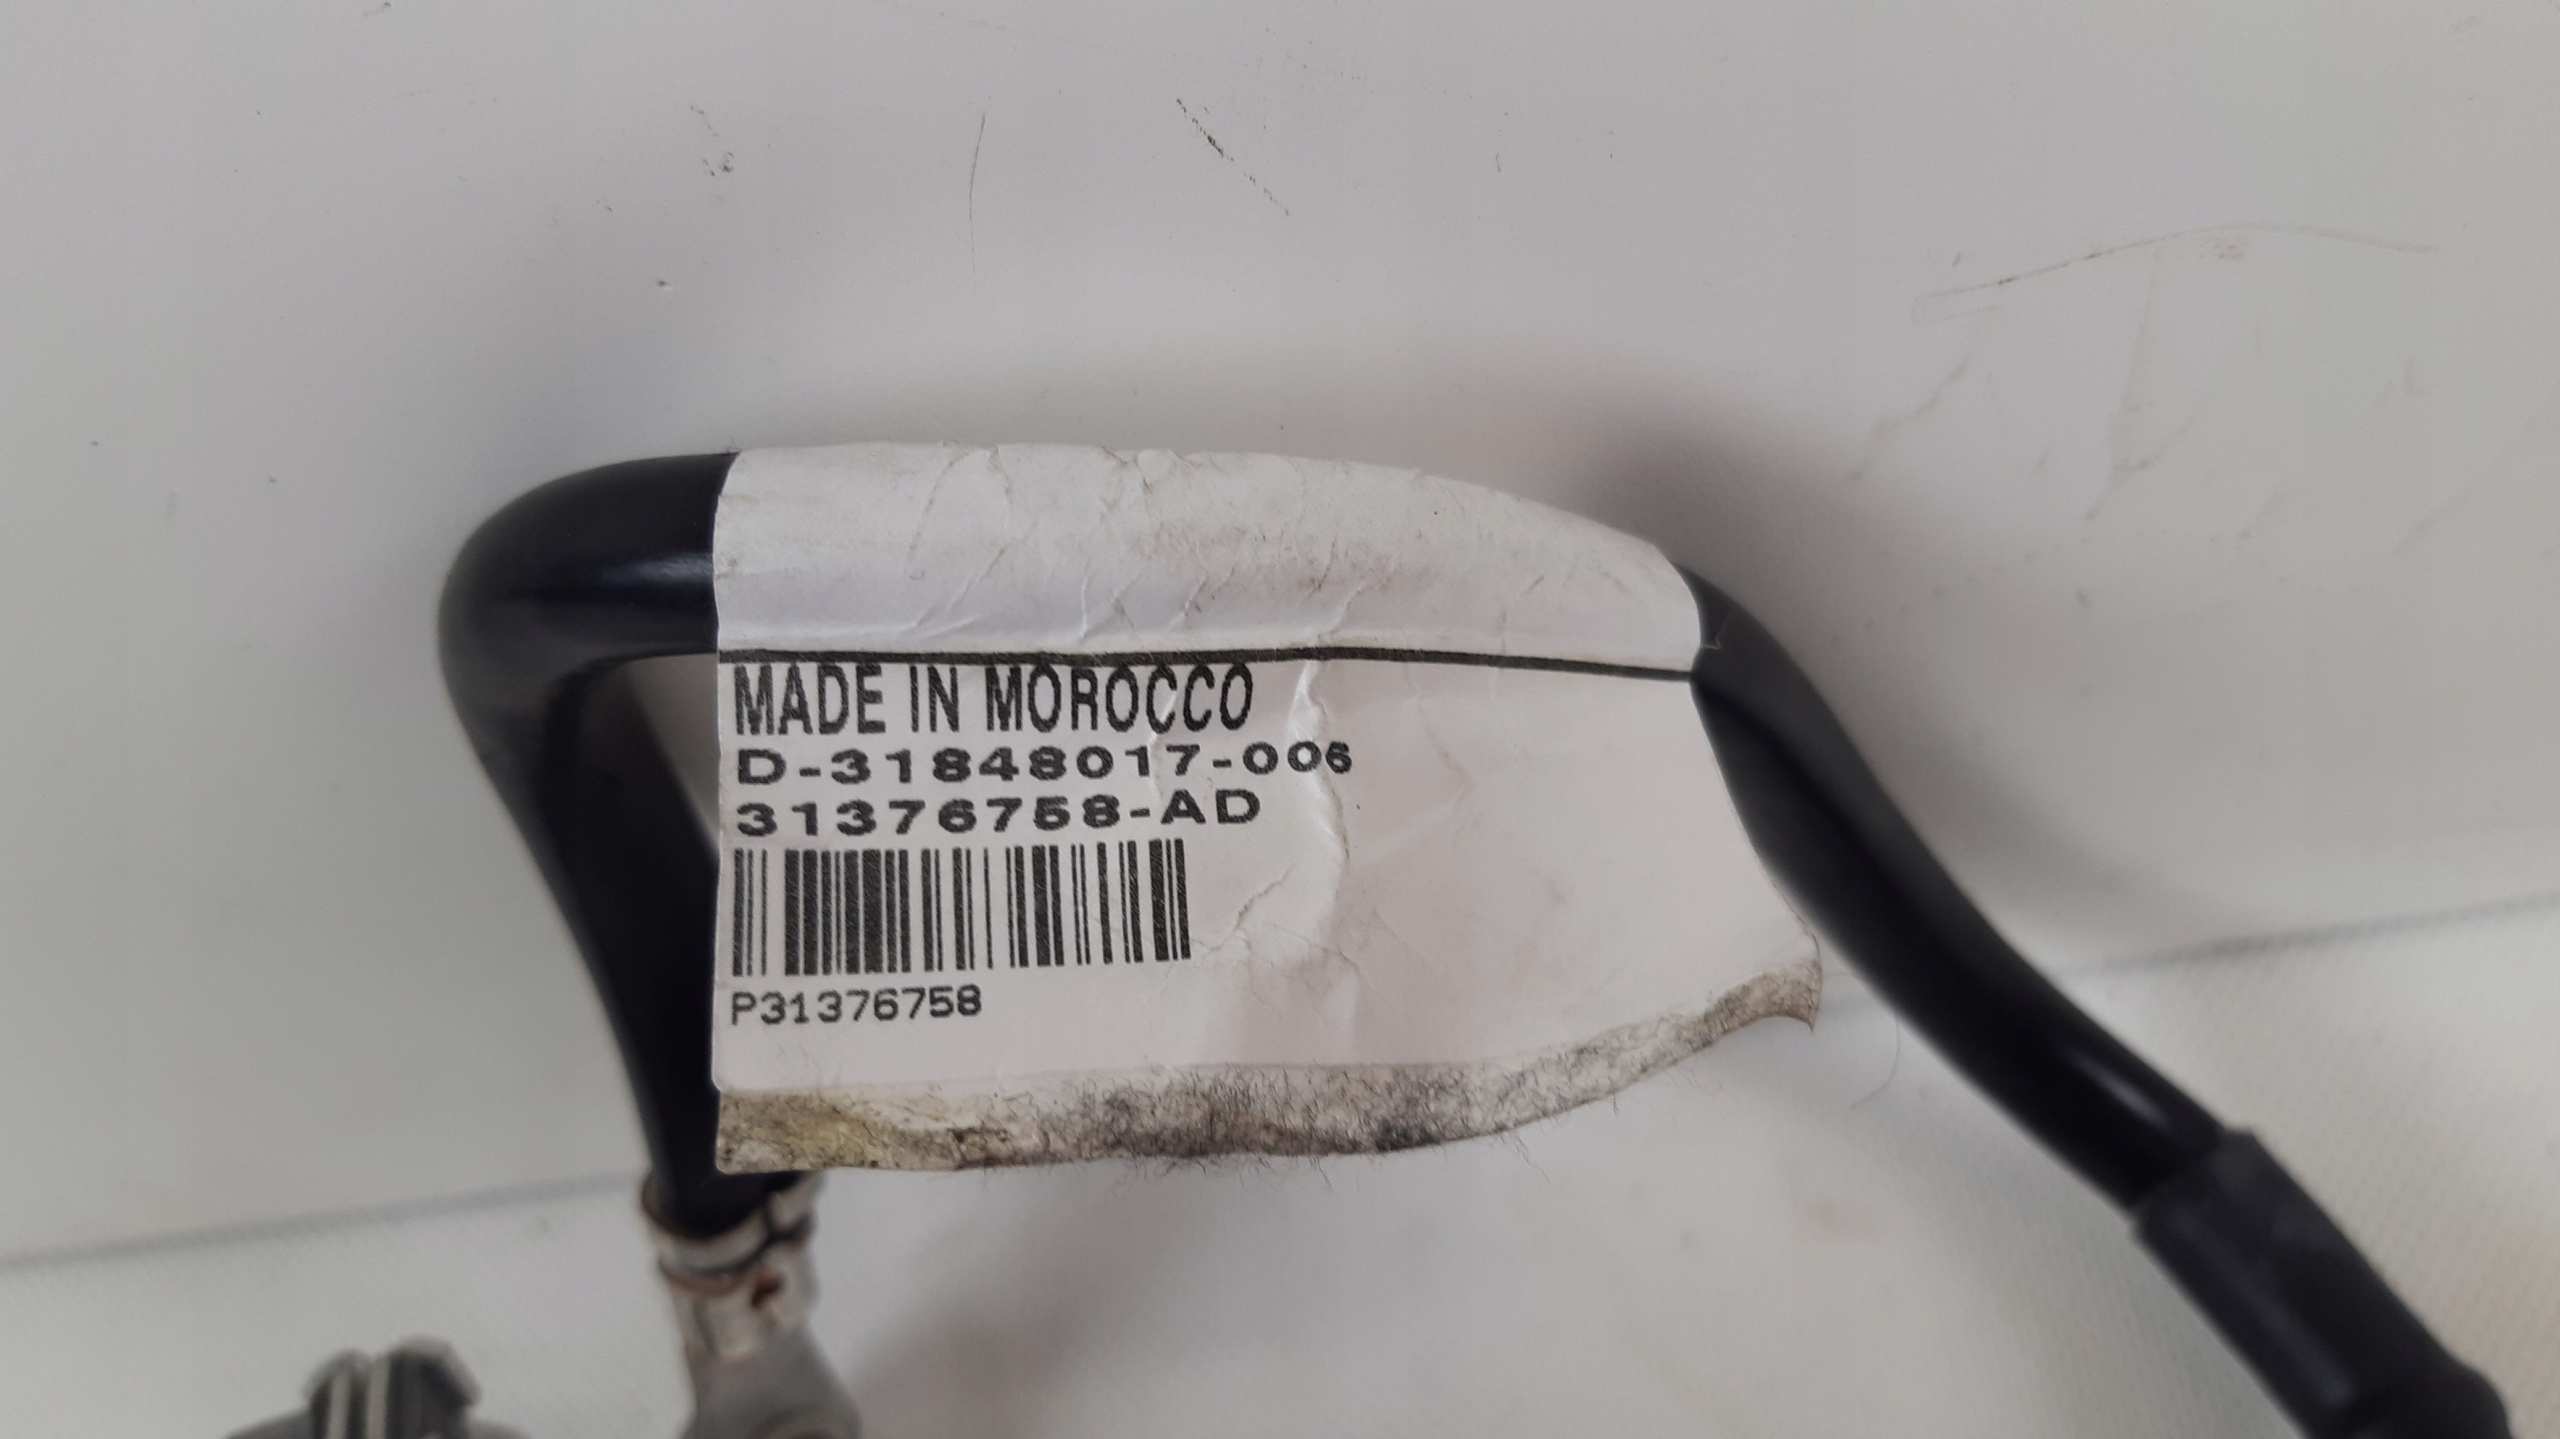 MADE IN MOROCCO
D-31848017-006
31376758-AD
P31376758